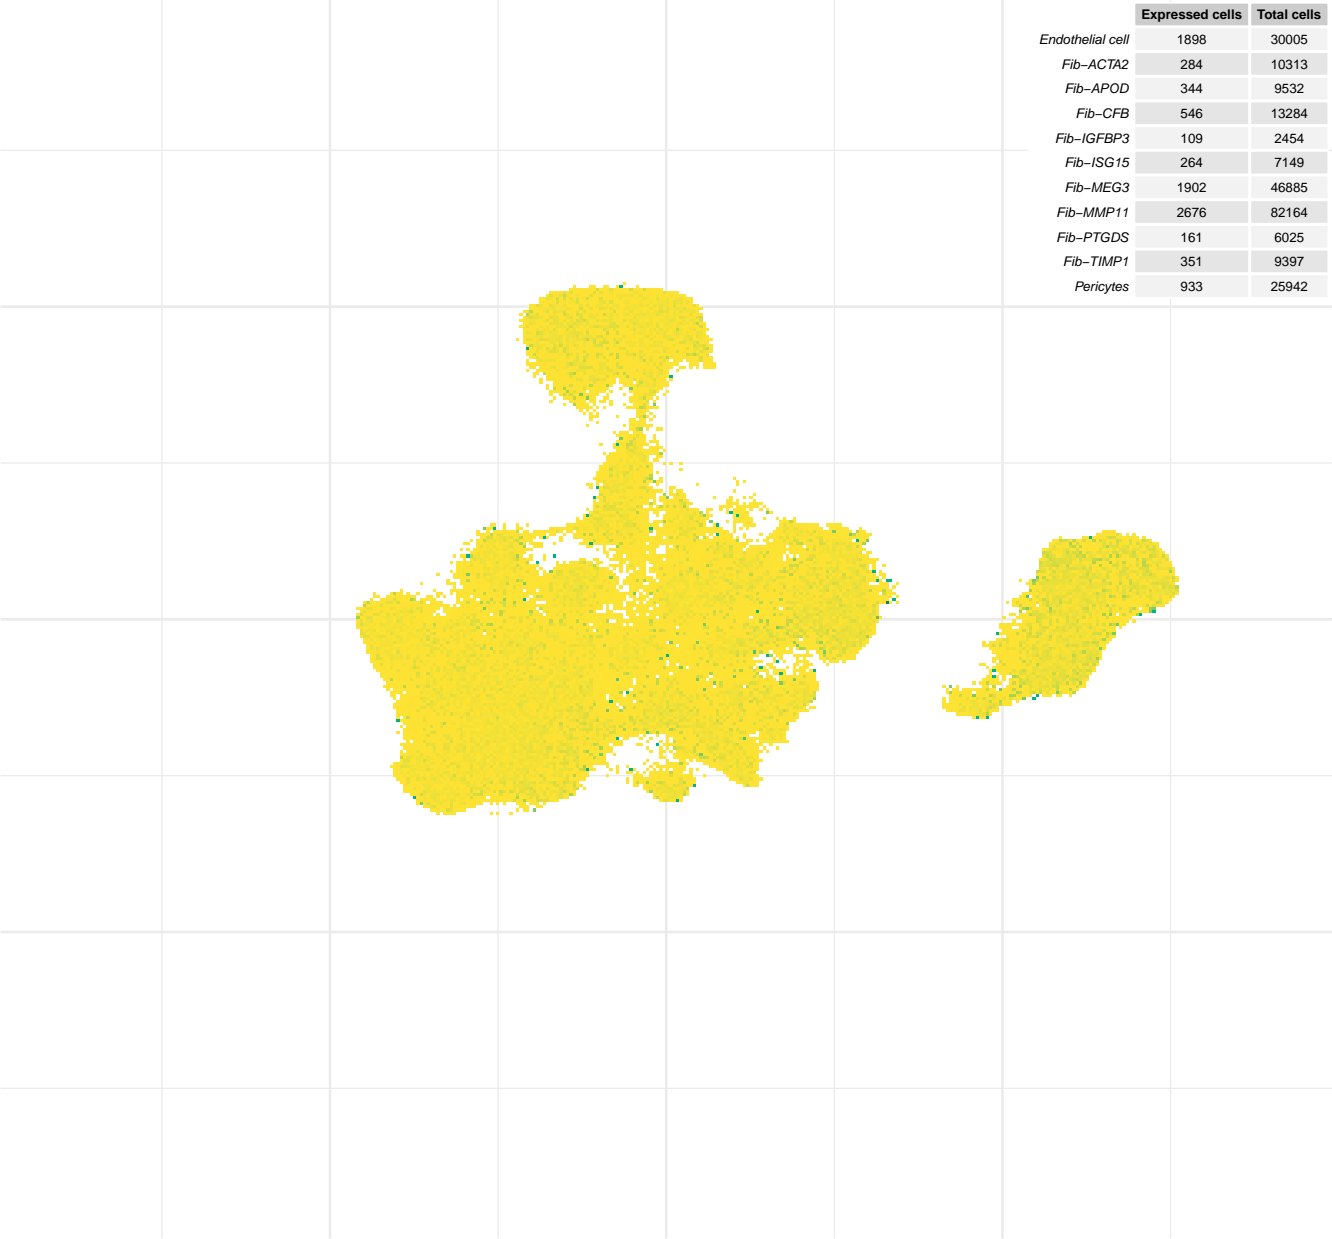 Expressed cells Total cells
Endothelial cell 1898 30005
Fib−ACTA2 284 10313
Fib−APOD 344 9532
Fib−CFB 546 13284
Fib−IGFBP3 109 2454
Fib−ISG15 264 7149
Fib−MEG3 1902 46885
Fib−MMP11 2676 82164
Fib−PTGDS 161 6025
Fib−TIMP1 351 9397
Pericytes 933 25942